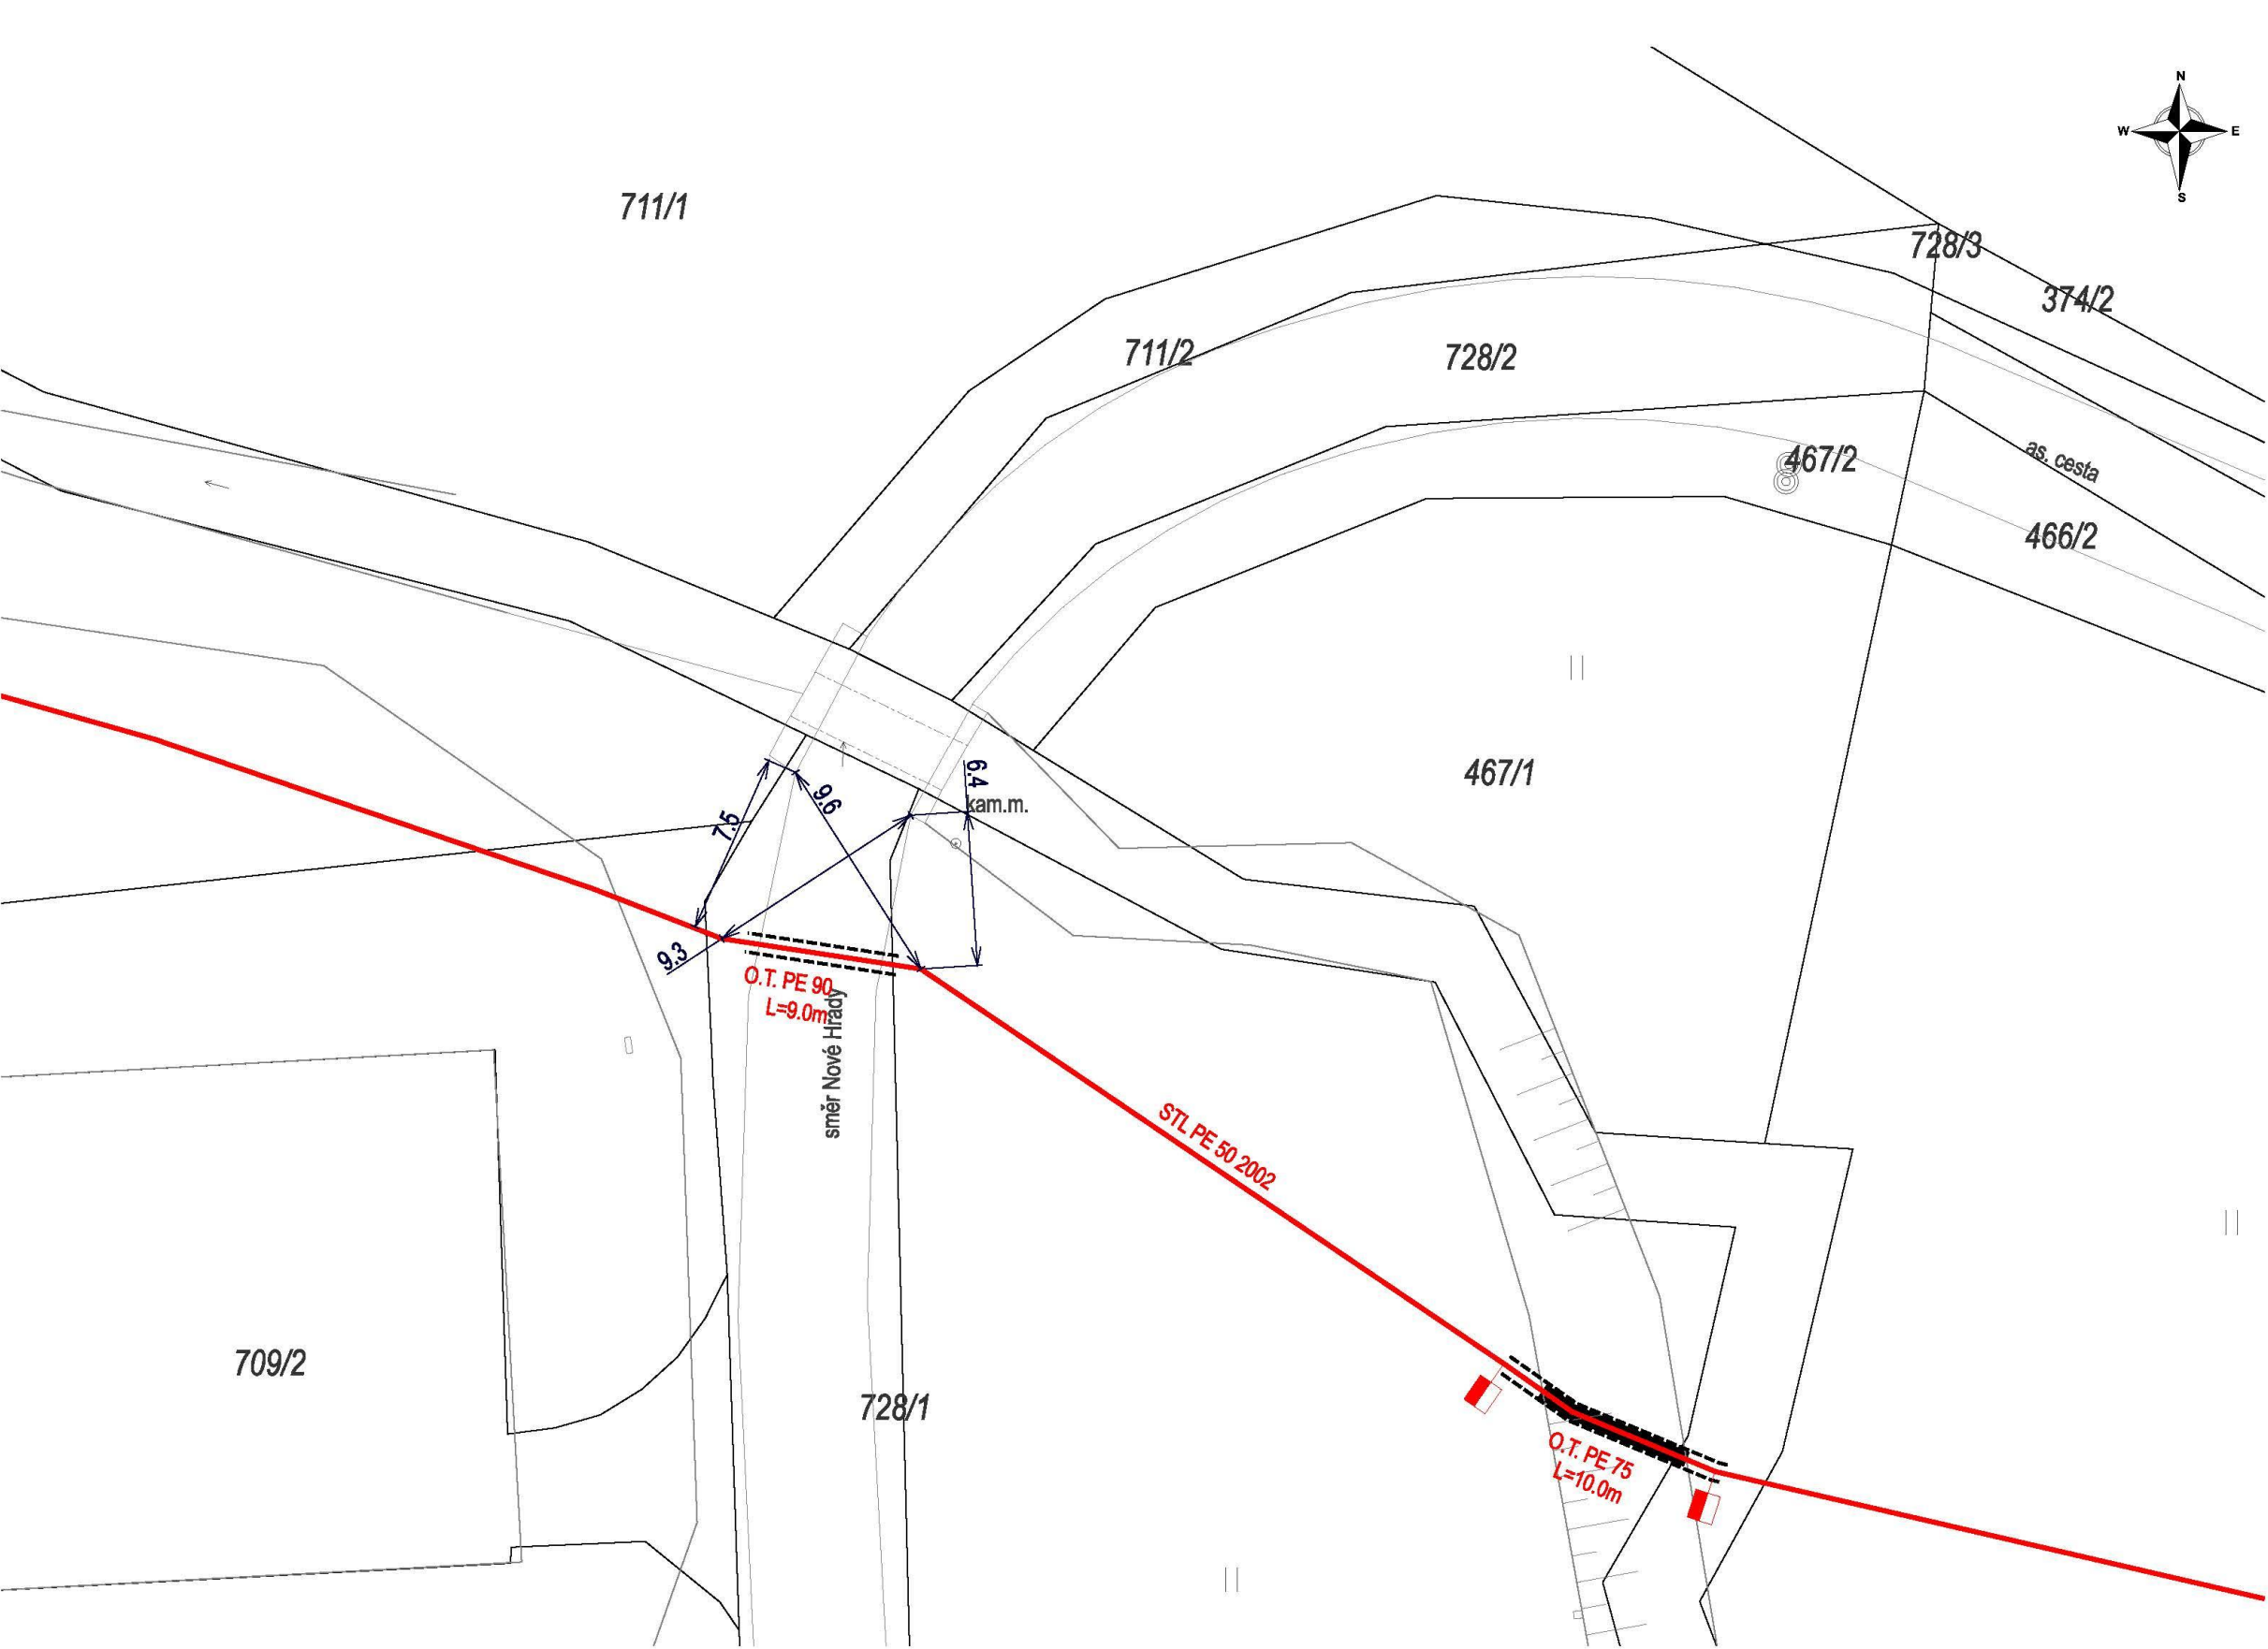 N
W
E
S
711/1
728/3
374/2
711/2
728/2
467/2
as. cesta
466/2
467/1
6.4
9.6
kam.m.
7.5
9.3
O.T. PE 90
L=9.0m
směr Nové Hrady
STL PE 50 2002
709/2
728/1
O.T. PE 75
L=10.0m